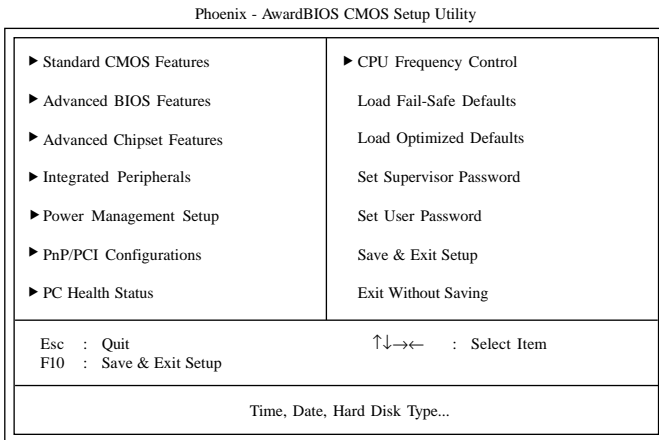 Phoenix - AwardBIOS CMOS Setup Utility
▶ Standard CMOS Features
▶ Advanced BIOS Features
▶ Advanced Chipset Features
▶ Integrated Peripherals
▶ Power Management Setup
▶ PnP/PCI Configurations
▶ PC Health Status
▶ CPU Frequency Control
Load Fail-Safe Defaults
Load Optimized Defaults
Set Supervisor Password
Set User Password
Save & Exit Setup
Exit Without Saving
Esc : Quit
F10 : Save & Exit Setup
↑↓→← : Select Item
Time, Date, Hard Disk Type...